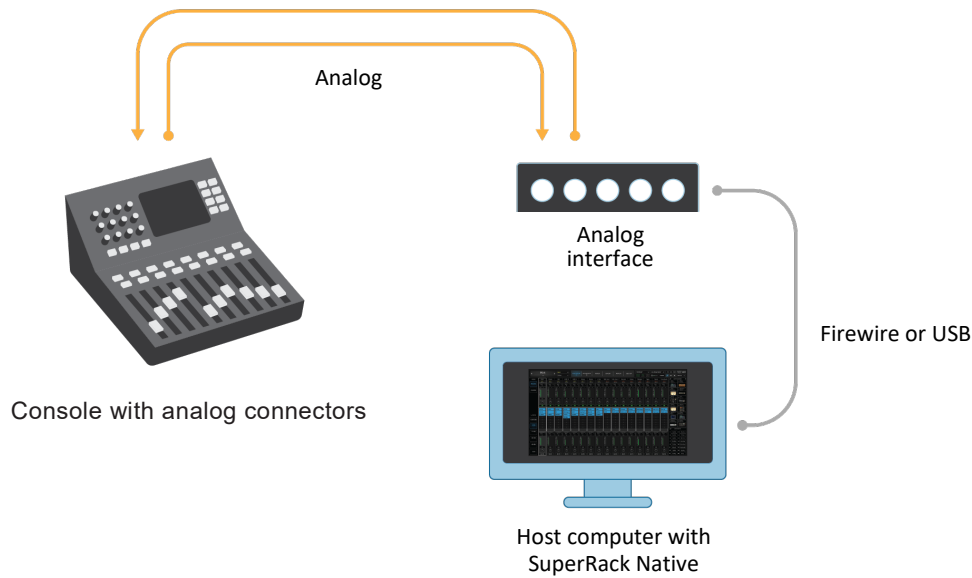 Analog
Analog
interface
Firewire or USB
Console with analog connectors
Host computer with
SuperRack Native